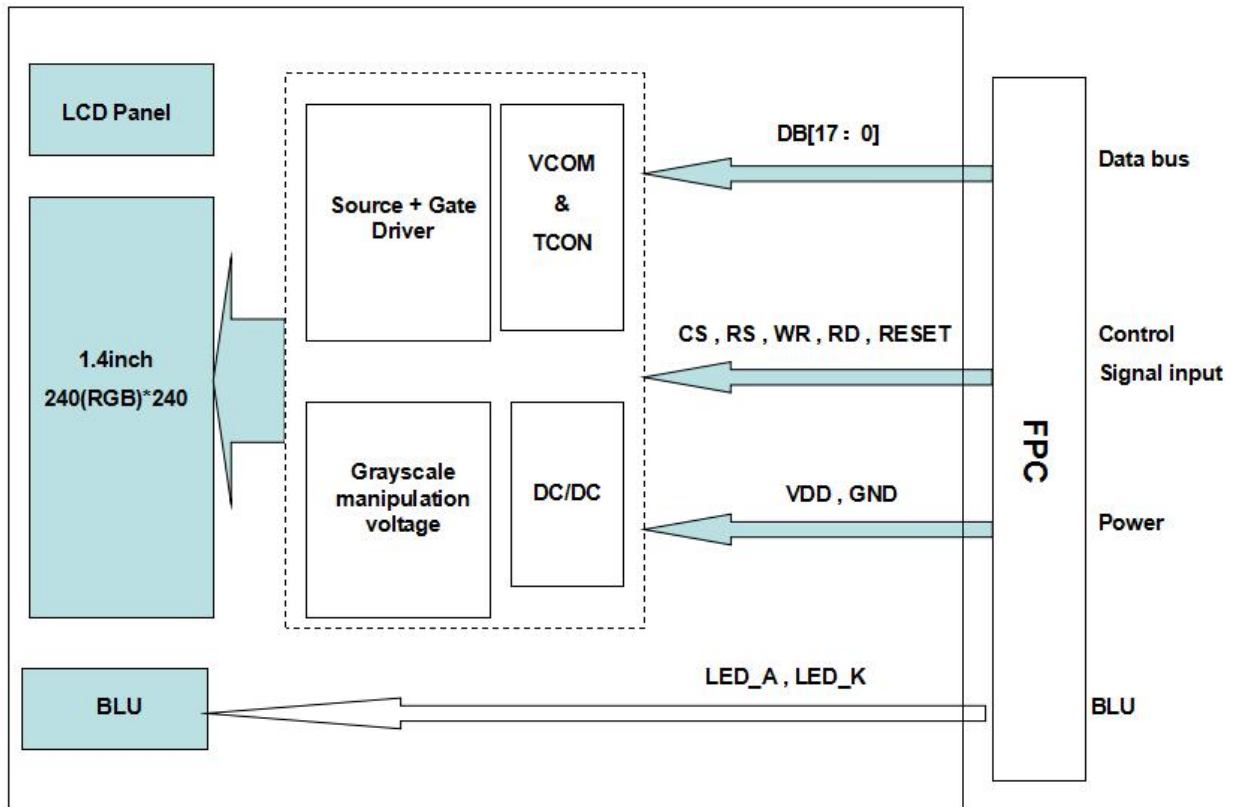 LCD Panel
1.4inch
240(RGB)*240
BLU
Source + Gate
Driver
VCOM
&
TCON
Grayscale
manipulation
voltage
DC/DC
DB[17：0]
CS , RS , WR , RD , RESET
VDD , GND
LED_A , LED_K
FPC
Data bus
Control
Signal input
Power
BLU